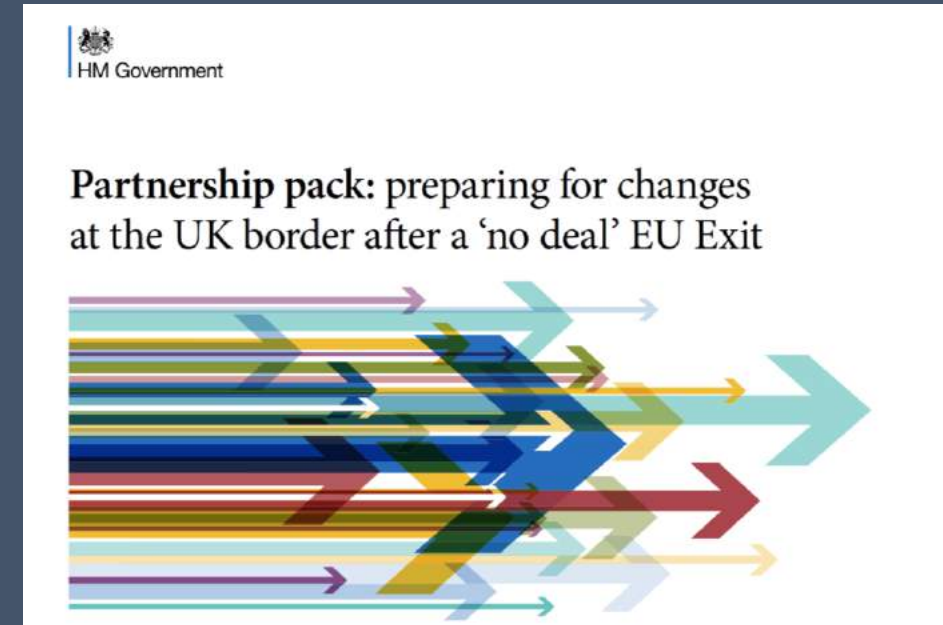 HM Government
Partnership pack: preparing for changes
at the UK border after a ‘no deal’ EU Exit